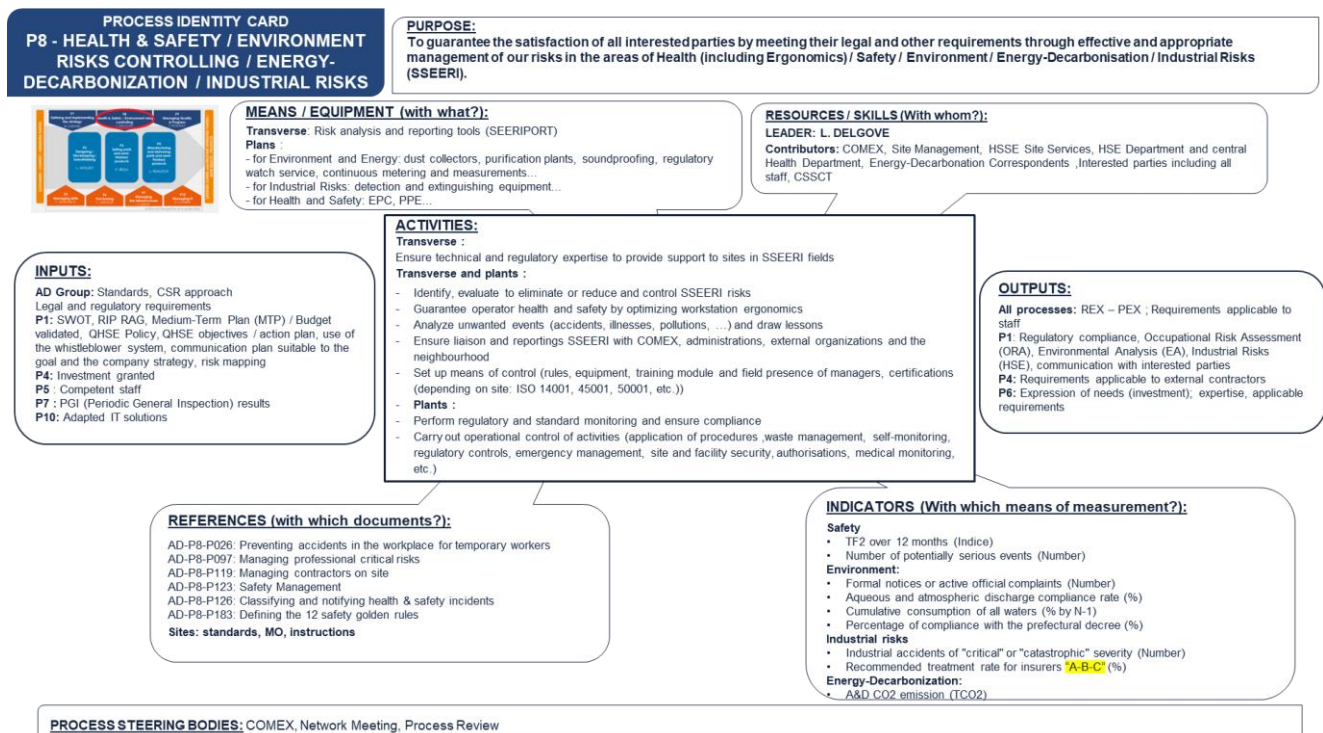 PROCESS IDENTITY CARD
P8 - HEALTH & SAFETY / ENVIRONMENT
RISKS CONTROLLING / ENERGY-
DECARBONIZATION / INDUSTRIAL RISKS
PURPOSE:
To guarantee the satisfaction of all interested parties by meeting their legal and other requirements through effective and appropriate
management of our risks in the areas of Health (including Ergonomics) / Safety / Environment / Energy-Decarbonisation / Industrial Risks
(SSEERI).
MEANS / EQUIPMENT (with what?):
Transverse: Risk analysis and reporting tools (SEERIPORT)
Plans :
- for Environment and Energy: dust collectors, purification plants, soundproofing, regulatory
watch service, continuous metering and measurements…
- for Industrial Risks: detection and extinguishing equipment…
- for Health and Safety: EPC, PPE…
RESOURCES / SKILLS (With whom?):
LEADER: L. DELGOVE
Contributors: COMEX, Site Management, HSSE Site Services, HSE Department and central
Health Department, Energy-Decarbonation Correspondents ,Interested parties including all
staff, CSSCT
INPUTS:
AD Group: Standards, CSR approach
Legal and regulatory requirements
P1: SWOT, RIP RAG, Medium-Term Plan (MTP) / Budget
validated, QHSE Policy, QHSE objectives / action plan, use of
the whistleblower system, communication plan suitable to the
goal and the company strategy, risk mapping
P4: Investment granted
P5 : Competent staff
P7 : PGI (Periodic General Inspection) results
P10: Adapted IT solutions
ACTIVITIES:
Transverse :
Ensure technical and regulatory expertise to provide support to sites in SSEERI fields
Transverse and plants :
- Identify, evaluate to eliminate or reduce and control SSEERI risks
- Guarantee operator health and safety by optimizing workstation ergonomics
- Analyze unwanted events (accidents, illnesses, pollutions, …) and draw lessons
- Ensure liaison and reportings SSEERI with COMEX, administrations, external organizations and the
neighbourhood
- Set up means of control (rules, equipment, training module and field presence of managers, certifications
(depending on site: ISO 14001, 45001, 50001, etc.))
- Plants :
- Perform regulatory and standard monitoring and ensure compliance
- Carry out operational control of activities (application of procedures ,waste management, self-monitoring,
regulatory controls, emergency management, site and facility security, authorisations, medical monitoring,
etc.)
OUTPUTS:
All processes: REX – PEX ; Requirements applicable to
staff
P1: Regulatory compliance, Occupational Risk Assessment
(ORA), Environmental Analysis (EA), Industrial Risks
(HSE), communication with interested parties
P4: Requirements applicable to external contractors
P6: Expression of needs (investment); expertise, applicable
requirements
REFERENCES (with which documents?):
AD-P8-P026: Preventing accidents in the workplace for temporary workers
AD-P8-P097: Managing professional critical risks
AD-P8-P119: Managing contractors on site
AD-P8-P123: Safety Management
AD-P8-P126: Classifying and notifying health & safety incidents
AD-P8-P183: Defining the 12 safety golden rules
Sites: standards, MO, instructions
INDICATORS (With which means of measurement?):
Safety
• TF2 over 12 months (Indice)
• Number of potentially serious events (Number)
Environment:
• Formal notices or active official complaints (Number)
• Aqueous and atmospheric discharge compliance rate (%)
• Cumulative consumption of all waters (% by N-1)
• Percentage of compliance with the prefectural decree (%)
Industrial risks
• Industrial accidents of "critical" or "catastrophic" severity (Number)
• Recommended treatment rate for insurers "A-B-C" (%)
Energy-Decarbonization:
• A&D CO2 emission (TCO2)
PROCESS STEERING BODIES: COMEX, Network Meeting, Process Review